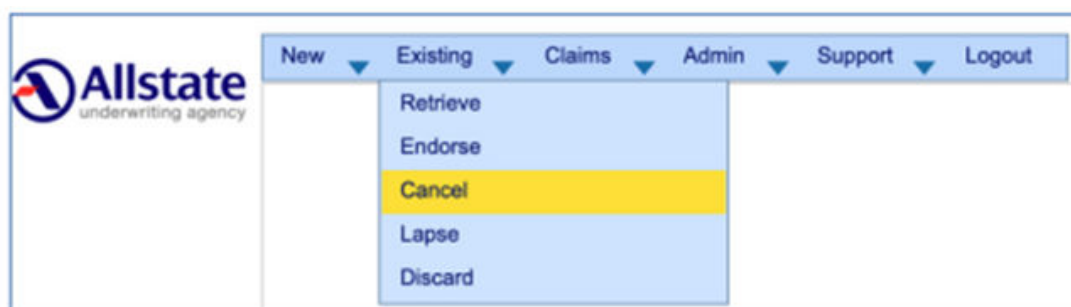 Allstate
underwriting agency
New Existing Claims Admin Support Logout
Retrieve
Endorse
Cancel
Lapse
Discard